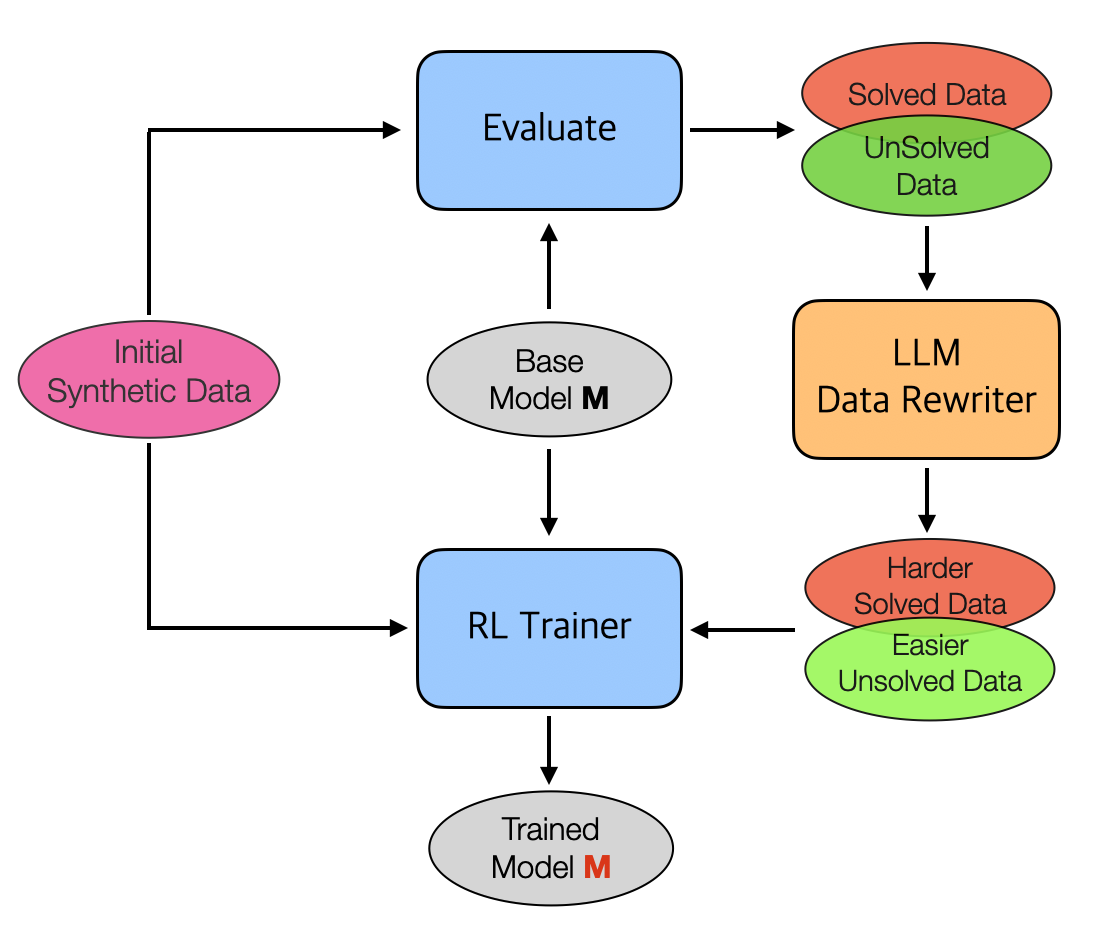 Evaluate
Solved Data
UnSolved
Data
Initial
Synthetic Data
Base
Model M
LLM
Data Rewriter
RL Trainer
Harder
Solved Data
Easier
Unsolved Data
Trained
Model M